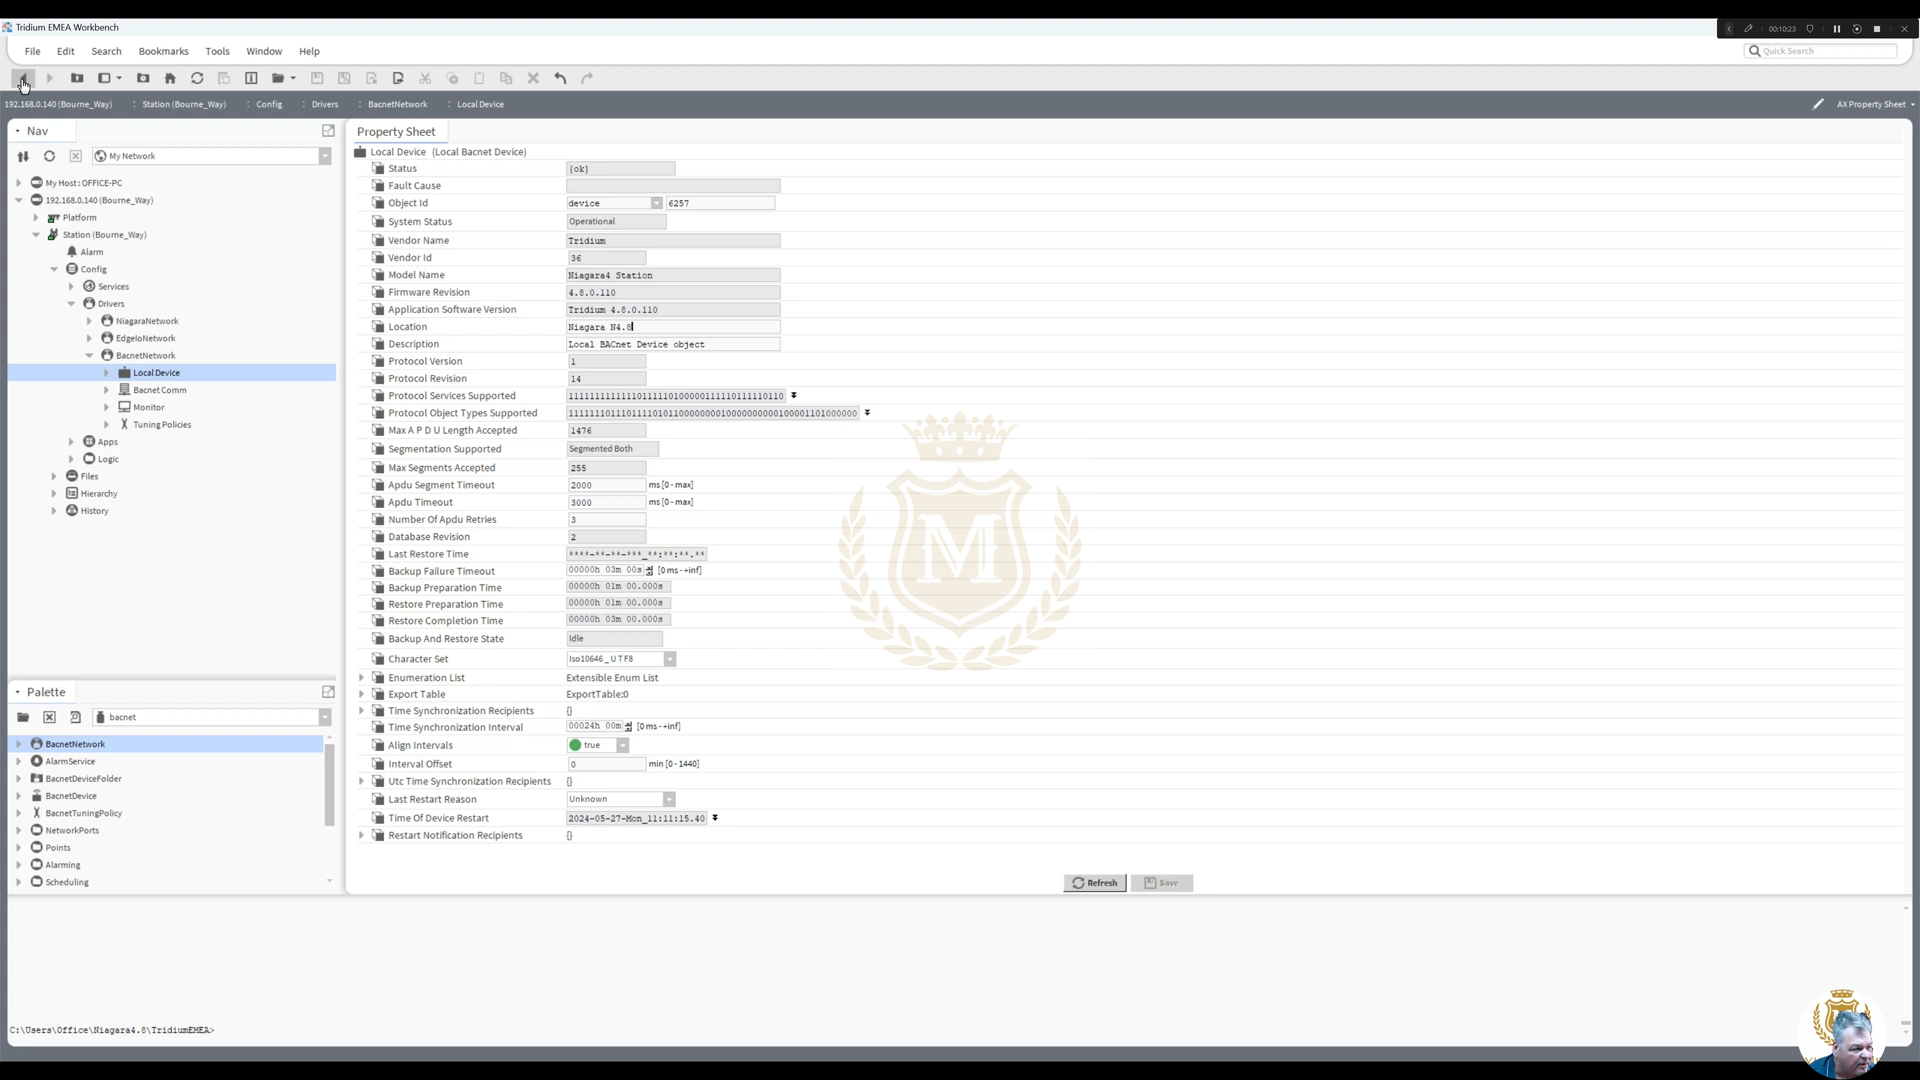 Tridium EMEA Workbench
00:10:23
File Edit Search Bookmarks Tools Window Help
Quick Search
192.168.0.140 (Bourne_Way) : Station (Bourne_Way) : Config : Drivers : BacnetNetwork : Local Device
AX Property Sheet
Nav
My Network
My Host : OFFICE-PC
192.168.0.140 (Bourne_Way)
Platform
Station (Bourne_Way)
Alarm
Config
Services
Drivers
NiagaraNetwork
EdgeIoNetwork
BacnetNetwork
Local Device
Bacnet Comm
Monitor
Tuning Policies
Apps
Logic
Files
Hierarchy
History
Palette
bacnet
BacnetNetwork
AlarmService
BacnetDeviceFolder
BacnetDevice
BacnetTuningPolicy
NetworkPorts
Points
Alarming
Scheduling
Property Sheet
Local Device (Local Bacnet Device)
Status {ok}
Fault Cause
Object Id device 6257
System Status Operational
Vendor Name Tridium
Vendor Id 36
Model Name Niagara4 Station
Firmware Revision 4.8.0.110
Application Software Version Tridium 4.8.0.110
Location Niagara N4.8
Description Local BACnet Device object
Protocol Version 1
Protocol Revision 14
Protocol Services Supported
Protocol Object Types Supported
Max A P D U Length Accepted 1476
Segmentation Supported Segmented Both
Max Segments Accepted 255
Apdu Segment Timeout 2000 ms [0 - max]
Apdu Timeout 3000 ms [0 - max]
Number Of Apdu Retries 3
Database Revision 2
Last Restore Time ****-**-**-***_**:**:**.**
Backup Failure Timeout 00000h 03m 00s [0 ms - +inf]
Backup Preparation Time 00000h 01m 00.000s
Restore Preparation Time 00000h 01m 00.000s
Restore Completion Time 00000h 03m 00.000s
Backup And Restore State Idle
Character Set Iso10646_U T F8
Enumeration List Extensible Enum List
Export Table ExportTable:0
Time Synchronization Recipients {}
Time Synchronization Interval 00024h 00m [0 ms - +inf]
Align Intervals true
Interval Offset 0 min [0 - 1440]
Utc Time Synchronization Recipients {}
Last Restart Reason Unknown
Time Of Device Restart 2024-05-27-Mon_11:11:15.40
Restart Notification Recipients {}
M
Refresh Save
C:\Users\Office\Niagara4.8\TridiumEMEA>